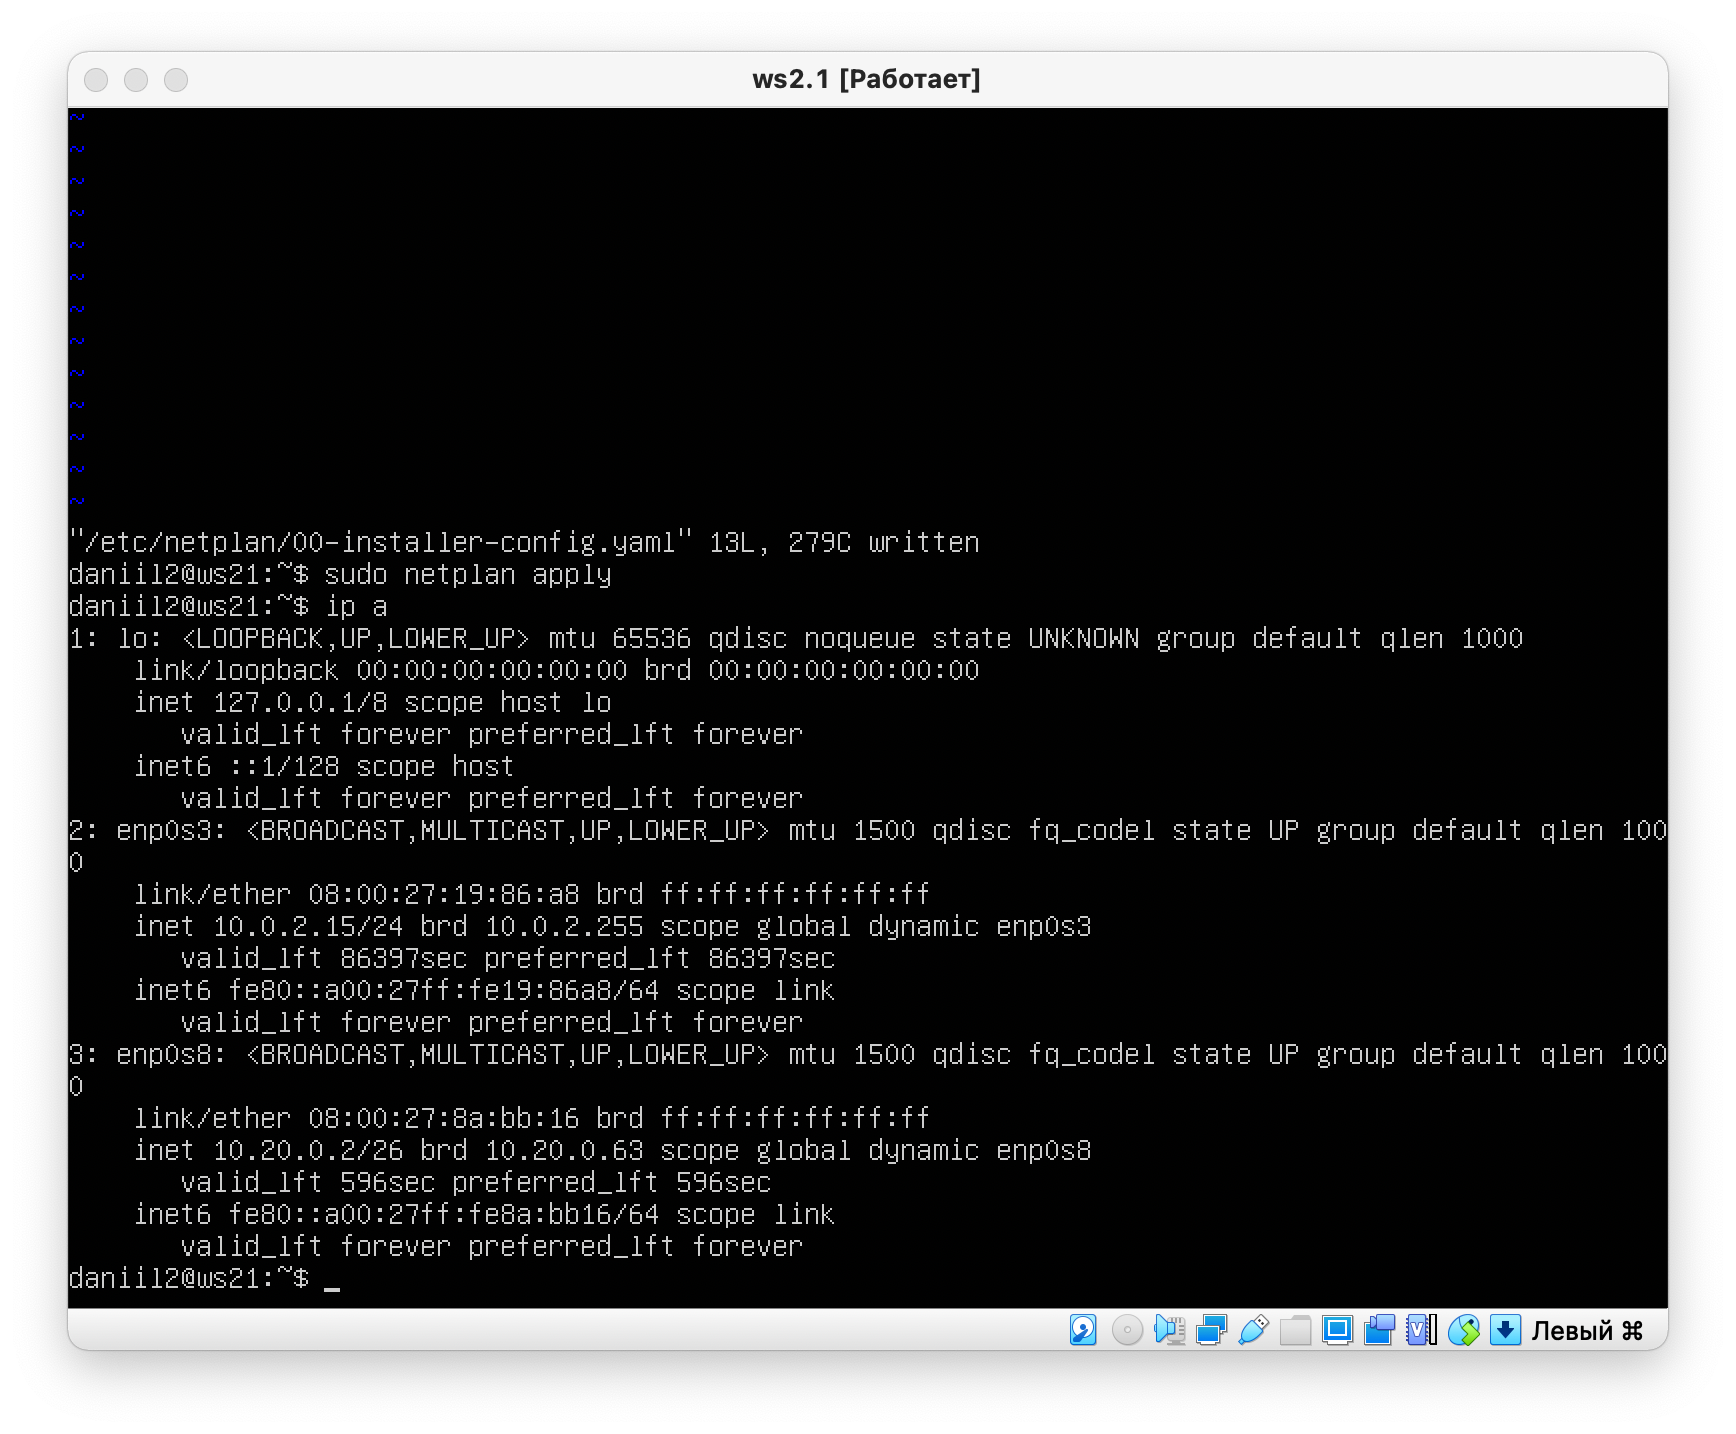 ws2.1 [Работает]
~
~
~
~
~
~
~
~
~
~
~
~
~
"/etc/netplan/00-installer-config.yaml" 13L, 279C written
daniil2@ws21:~$ sudo netplan apply
daniil2@ws21:~$ ip a
1: lo: <LOOPBACK,UP,LOWER_UP> mtu 65536 qdisc noqueue state UNKNOWN group default qlen 1000
    link/loopback 00:00:00:00:00:00 brd 00:00:00:00:00:00
    inet 127.0.0.1/8 scope host lo
       valid_lft forever preferred_lft forever
    inet6 ::1/128 scope host
       valid_lft forever preferred_lft forever
2: enp0s3: <BROADCAST,MULTICAST,UP,LOWER_UP> mtu 1500 qdisc fq_codel state UP group default qlen 100
0
    link/ether 08:00:27:19:86:a8 brd ff:ff:ff:ff:ff:ff
    inet 10.0.2.15/24 brd 10.0.2.255 scope global dynamic enp0s3
       valid_lft 86397sec preferred_lft 86397sec
    inet6 fe80::a00:27ff:fe19:86a8/64 scope link
       valid_lft forever preferred_lft forever
3: enp0s8: <BROADCAST,MULTICAST,UP,LOWER_UP> mtu 1500 qdisc fq_codel state UP group default qlen 100
0
    link/ether 08:00:27:8a:bb:16 brd ff:ff:ff:ff:ff:ff
    inet 10.20.0.2/26 brd 10.20.0.63 scope global dynamic enp0s8
       valid_lft 596sec preferred_lft 596sec
    inet6 fe80::a00:27ff:fe8a:bb16/64 scope link
       valid_lft forever preferred_lft forever
daniil2@ws21:~$ _
Левый ⌘